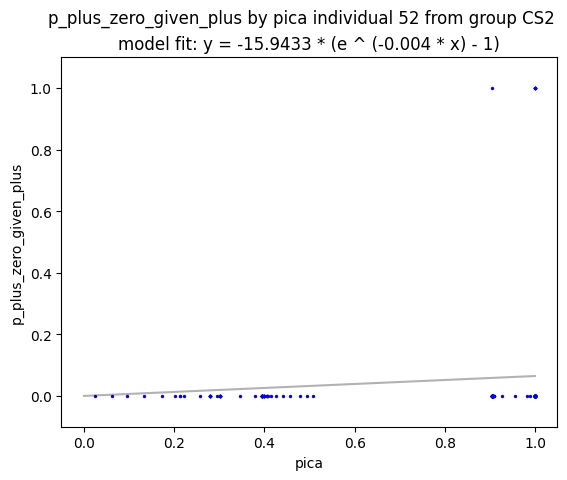 p_plus_zero_given_plus by pica individual 52 from group CS2
model fit: y = -15.9433 * (e ^ (-0.004 * x) - 1)
1.0
0.8
0.6
0.4
0.2
0.0
p_plus_zero_given_plus
0.0 0.2 0.4 0.6 0.8 1.0
pica